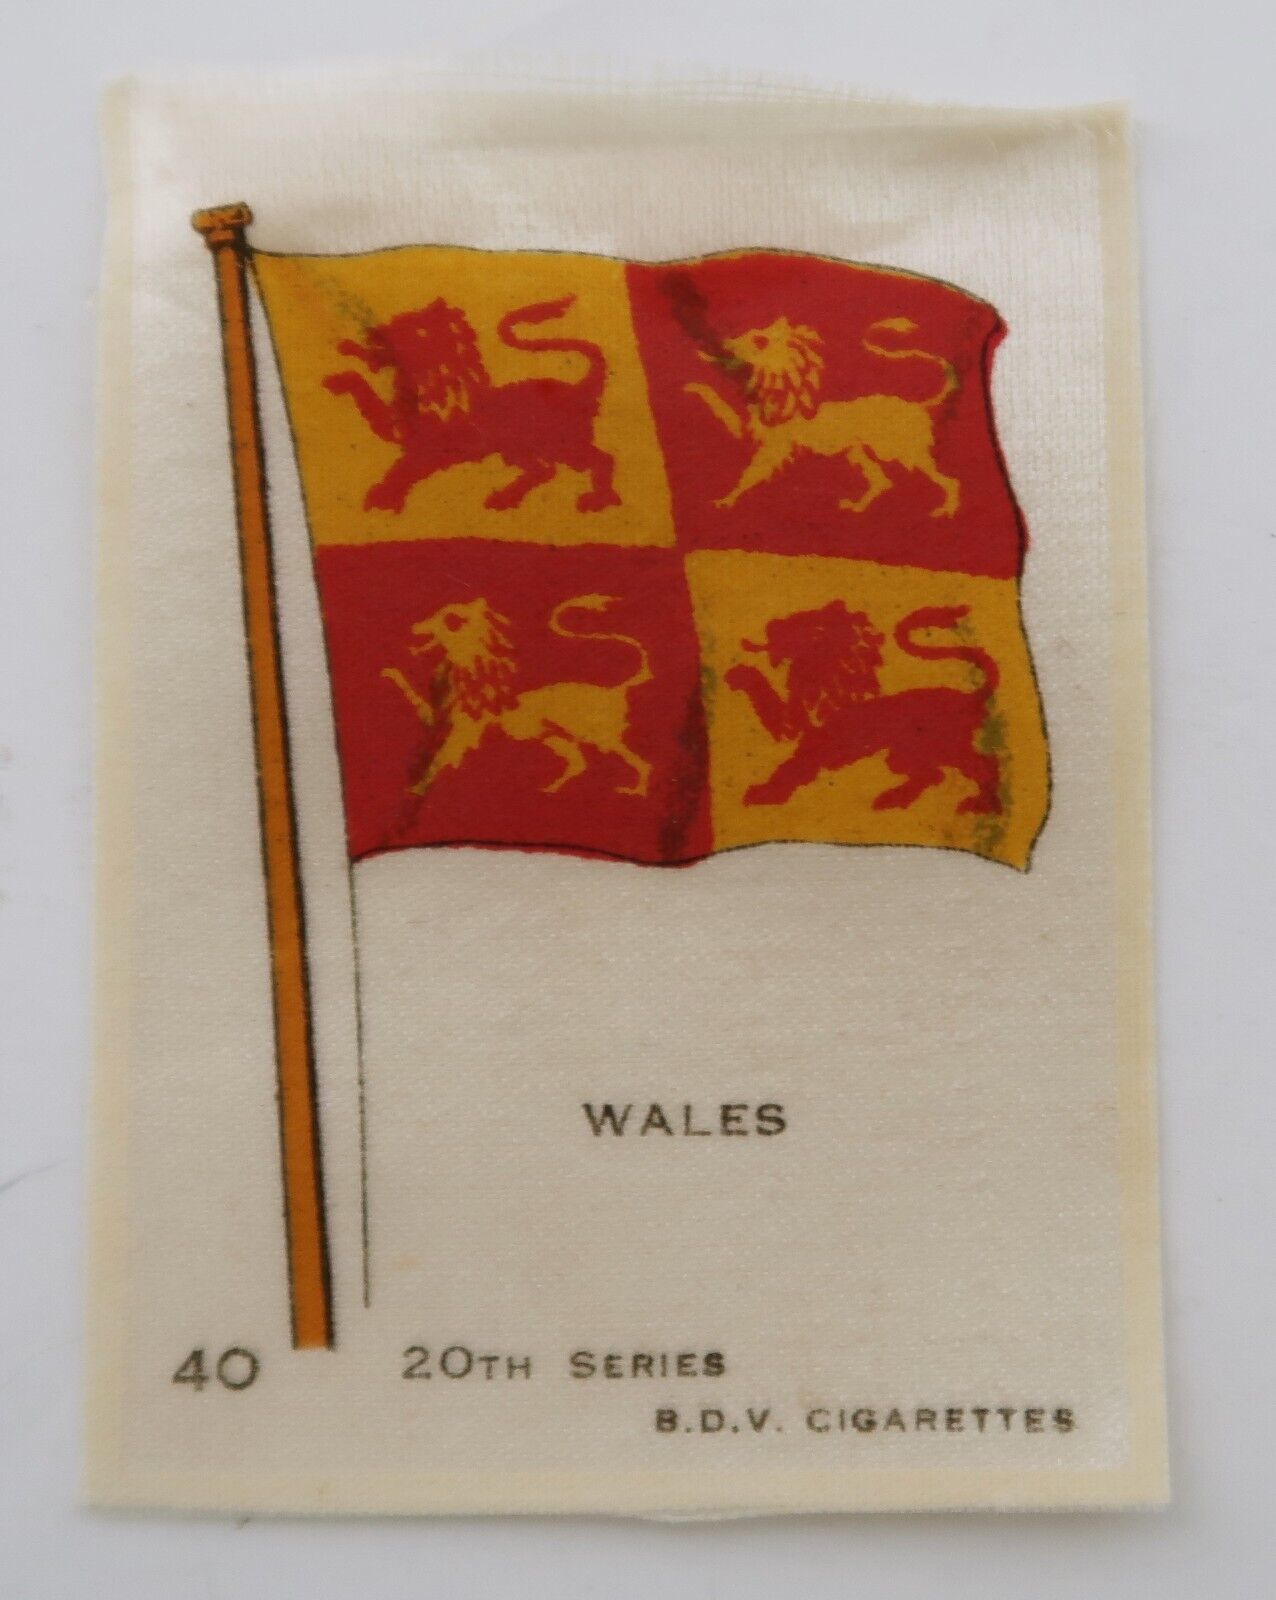 WALES
40 20TH SERIES
B.D.V. CIGARETTES